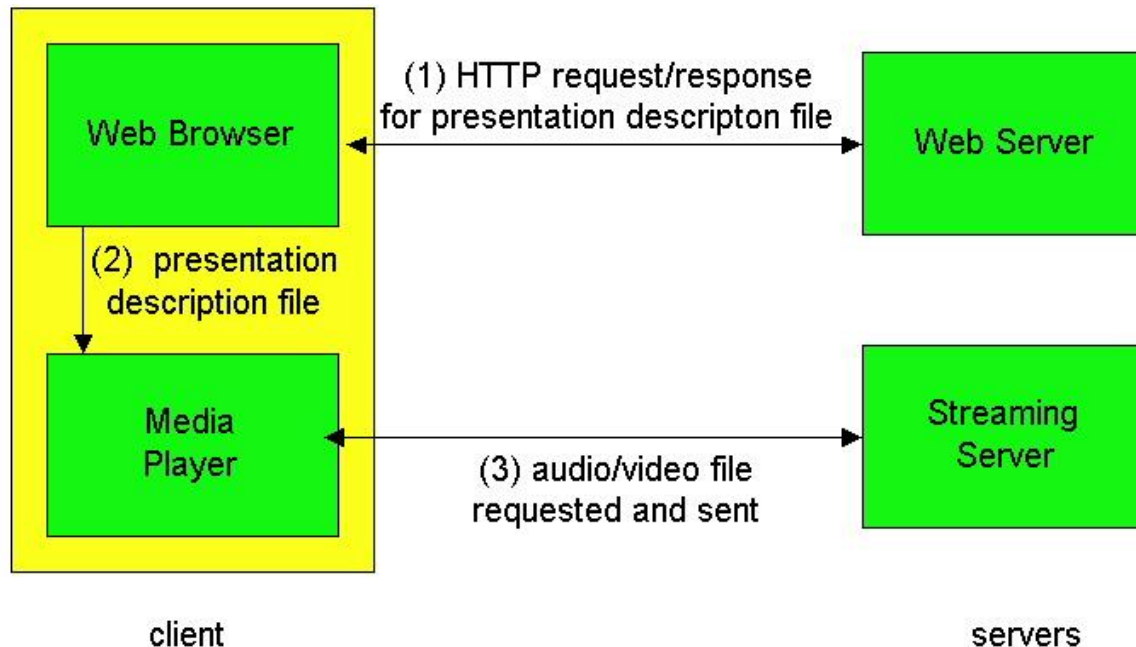 (1) HTTP request/response
for presentation descripton file
Web Browser
Web Server
(2) presentation
description file
Media
Player
Streaming
Server
(3) audio/video file
requested and sent
client
servers